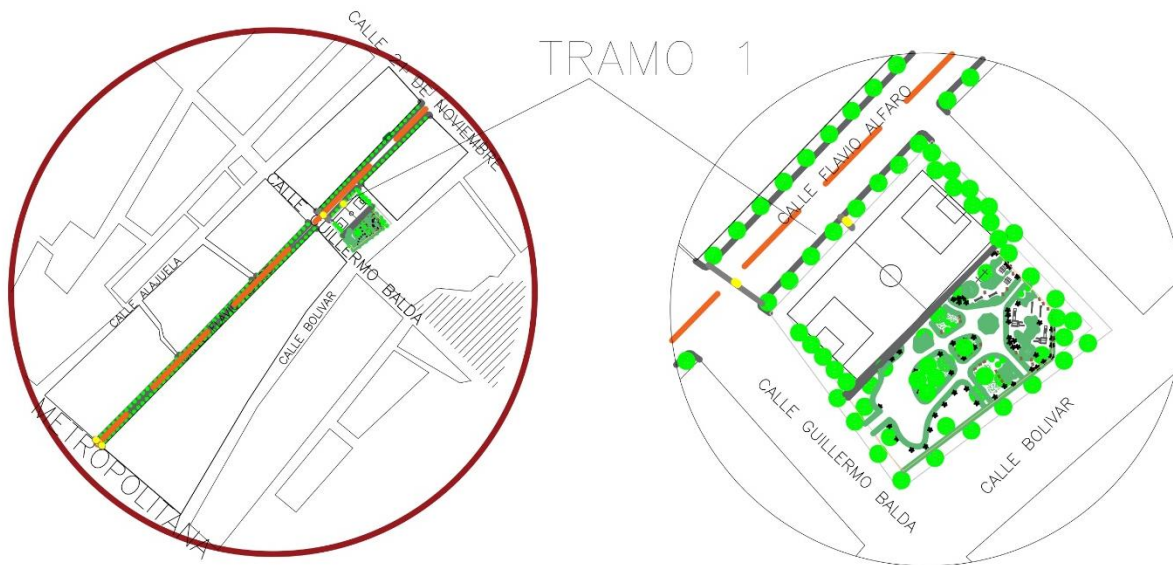 TRAMO 1
CALLE 21 DE NOVIEMBRE
CALLE GUILLERMO BALDA
CALLE ALAJUELA
CALLE BOLIVAR
METROPOLITANA
CALLE FLAVIO ALFARO
CALLE GUILLERMO BALDA
CALLE BOLIVAR